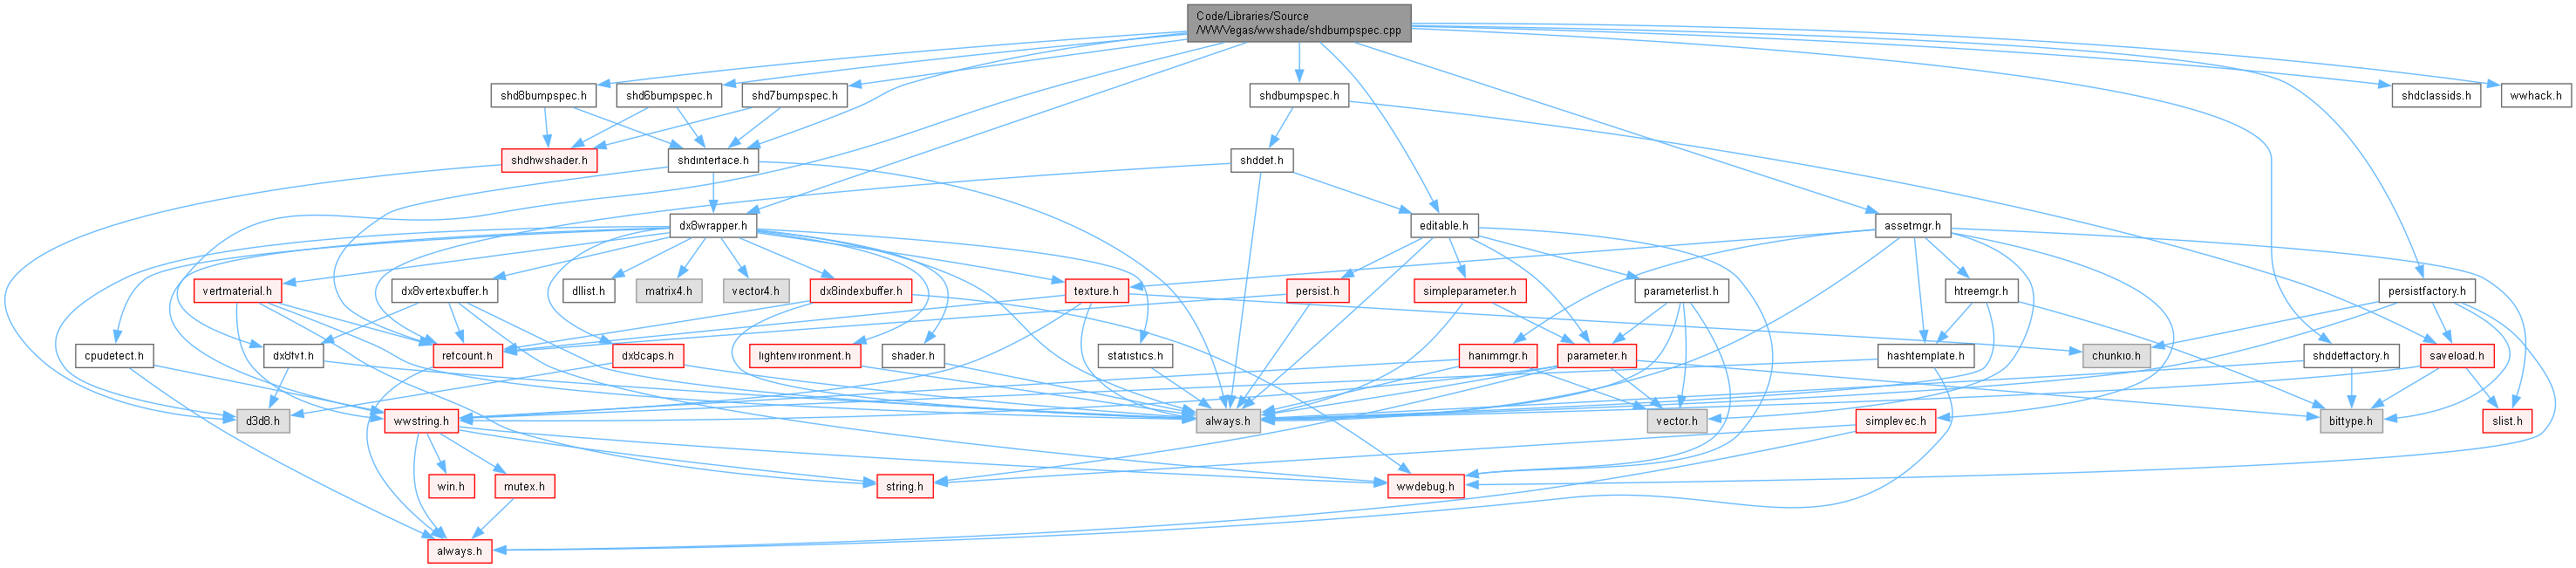 Code/Libraries/Source
/WWVegas/wwshade/shdbumpspec.cpp
shd8bumpspec.h
shd6bumpspec.h
shd7bumpspec.h
shdbumpspec.h
shdclassids.h
wwhack.h
shdhwshader.h
shdinterface.h
shddef.h
dx8wrapper.h
editable.h
assetmgr.h
vertmaterial.h
dx8vertexbuffer.h
dllist.h
matrix4.h
vector4.h
dx8indexbuffer.h
texture.h
persist.h
simpleparameter.h
parameterlist.h
htreemgr.h
persistfactory.h
cpudetect.h
dx8fvf.h
refcount.h
dx8caps.h
lightenvironment.h
shader.h
statistics.h
hanimmgr.h
parameter.h
hashtemplate.h
chunkio.h
shddeffactory.h
saveload.h
d3d8.h
wwstring.h
always.h
vector.h
simplevec.h
bittype.h
slist.h
win.h
mutex.h
string.h
wwdebug.h
always.h